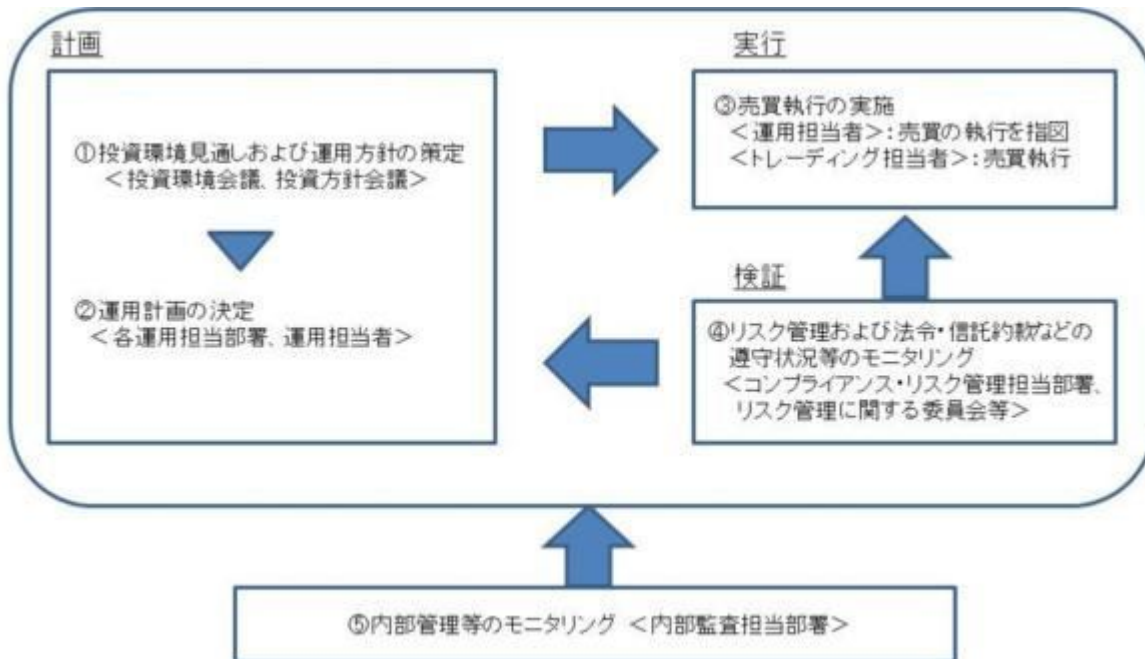 計画
①投資環境見通しおよび運用方針の策定
＜投資環境会議、投資方針会議＞
②運用計画の決定
＜各運用担当部署、運用担当者＞
実行
③売買執行の実施
＜運用担当者＞：売買の執行を指図
＜トレーディング担当者＞：売買執行
検証
④リスク管理および法令・信託約款などの
遵守状況等のモニタリング
＜コンプライアンス・リスク管理担当部署、
リスク管理に関する委員会等＞
⑤内部管理等のモニタリング ＜内部監査担当部署＞